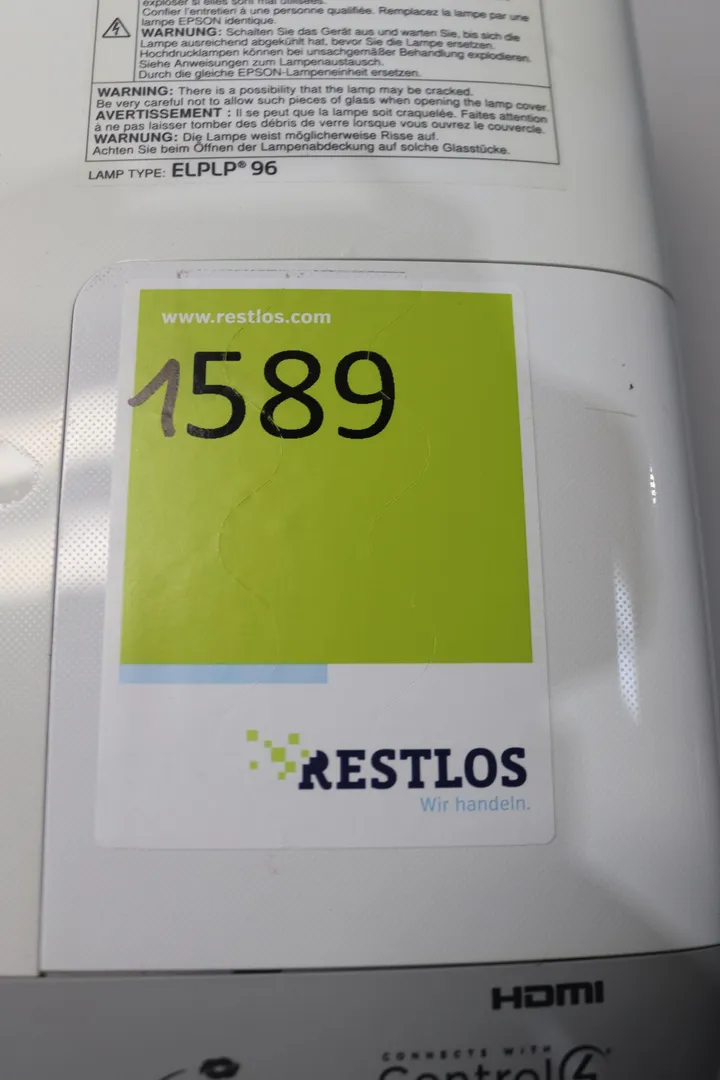 exploser si elles sont mal utilisées.
Confier l'entretien à une personne qualifiée. Remplacez la lampe par une
lampe EPSON identique.
WARNUNG: Schalten Sie das Gerät aus und warten Sie, bis sich die
Lampe ausreichend abgekühlt hat, bevor Sie die Lampe ersetzen.
Hochdrucklampen können bei unsachgemäßer Behandlung explodieren.
Siehe Anweisungen zum Lampenaustausch.
Durch die gleiche EPSON-Lampeneinheit ersetzen.
WARNING: There is a possibility that the lamp may be cracked.
Be very careful not to allow such pieces of glass when opening the lamp cover.
AVERTISSEMENT : Il se peut que la lampe soit craquelée. Faites attention
à ne pas laisser tomber des débris de verre lorsque vous ouvrez le couvercle.
WARNUNG: Die Lampe weist möglicherweise Risse auf.
Achten Sie beim Öffnen der Lampenabdeckung auf solche Glasstücke.
LAMP TYPE: ELPLP® 96
www.restlos.com
1589
RESTLOS
Wir handeln.
HDMI
CONNECTS WITH
Control4